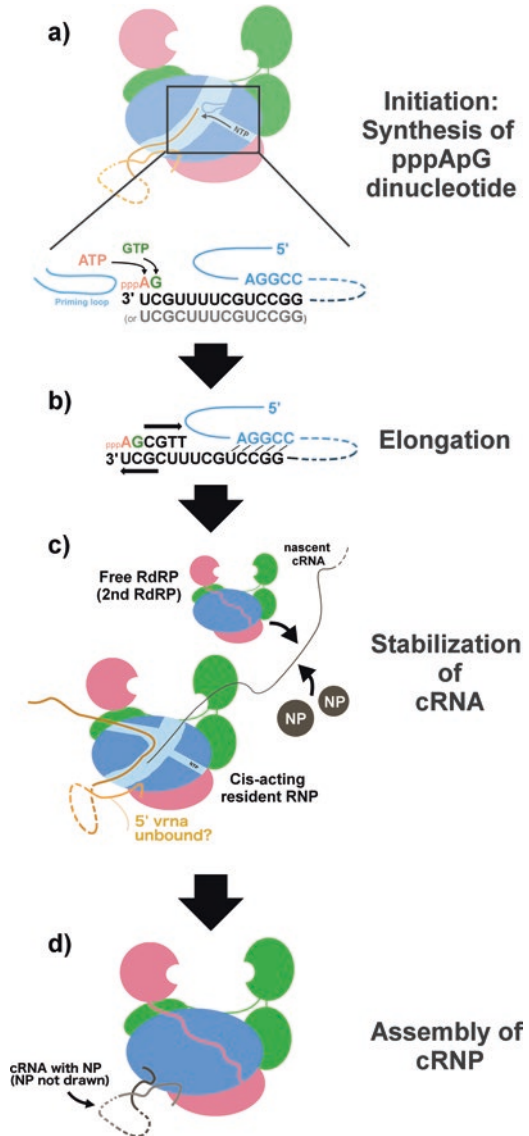 a)
Initiation:
Synthesis of
pppApG
dinucleotide
NTP
GTP
ATP
5'
pppAG
AGGCC
Priming loop
3' UCGUUUUCGUCCGG
(or UCGCUUUCGUCCGG)
b)
5'
pppAGCGTT
AGGCC
3' UCGCUUUCGUCCGG
Elongation
c)
nascent
cRNA
Free RdRP
(2nd RdRP)
NP
NP
Stabilization
of
cRNA
NTP
Cis-acting
resident RNP
5' vrna
unbound?
d)
Assembly of
cRNP
cRNA with NP
(NP not drawn)